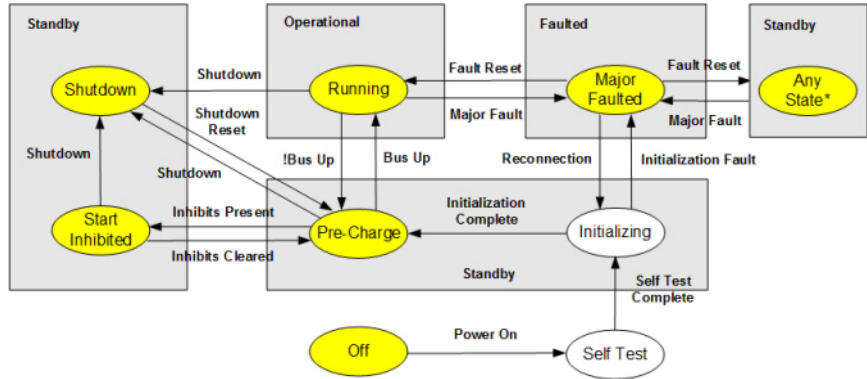 Standby
Operational
Faulted
Standby
Shutdown
Shutdown
Running
Fault Reset
Major
Faulted
Fault Reset
Any
State*
Shutdown
Reset
Major Fault
Major Fault
Shutdown
Shutdown
!Bus Up
Bus Up
Reconnection
Initialization Fault
Start
Inhibited
Inhibits Present
Inhibits Cleared
Pre-Charge
Initialization
Complete
Initializing
Standby
Self Test
Complete
Off
Power On
Self Test